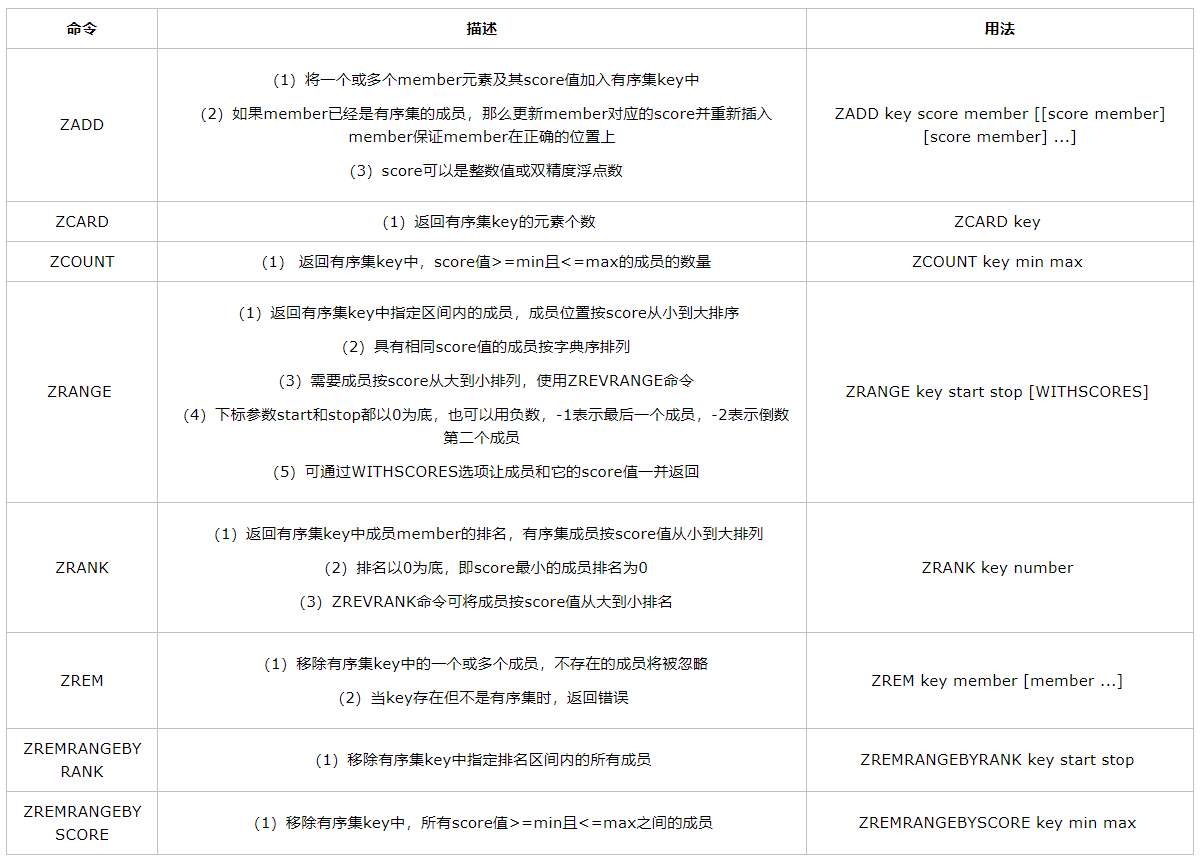 命令
描述
用法
ZADD
（1）将一个或多个member元素及其score值加入有序集key中
（2）如果member已经是有序集的成员，那么更新member对应的score并重新插入
member保证member在正确的位置上
（3）score可以是整数值或双精度浮点数
ZADD key score member [[score member]
[score member] ...]
ZCARD
（1）返回有序集key的元素个数
ZCARD key
ZCOUNT
（1） 返回有序集key中，score值>=min且<=max的成员的数量
ZCOUNT key min max
ZRANGE
（1）返回有序集key中指定区间内的成员，成员位置按score从小到大排序
（2）具有相同score值的成员按字典序排列
（3）需要成员按score从大到小排列，使用ZREVRANGE命令
（4）下标参数start和stop都以0为底，也可以用负数，-1表示最后一个成员，-2表示倒数
第二个成员
（5）可通过WITHSCORES选项让成员和它的score值一并返回
ZRANGE key start stop [WITHSCORES]
ZRANK
（1）返回有序集key中成员member的排名，有序集成员按score值从小到大排列
（2）排名以0为底，即score最小的成员排名为0
（3）ZREVRANK命令可将成员按score值从大到小排名
ZRANK key number
ZREM
（1）移除有序集key中的一个或多个成员，不存在的成员将被忽略
（2）当key存在但不是有序集时，返回错误
ZREM key member [member ...]
ZREMRANGEBY
RANK
（1）移除有序集key中指定排名区间内的所有成员
ZREMRANGEBYRANK key start stop
ZREMRANGEBY
SCORE
（1）移除有序集key中，所有score值>=min且<=max之间的成员
ZREMRANGEBYSCORE key min max